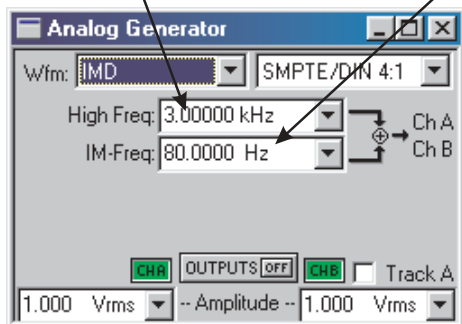 Analog Generator
Wfm: IMD SMPTE/DIN 4:1
High Freq: 3.00000 kHz Ch A
IM-Freq: 80.0000 Hz Ch B
CHA OUTPUTS OFF CHB Track A
1.000 Vrms -- Amplitude -- 1.000 Vrms